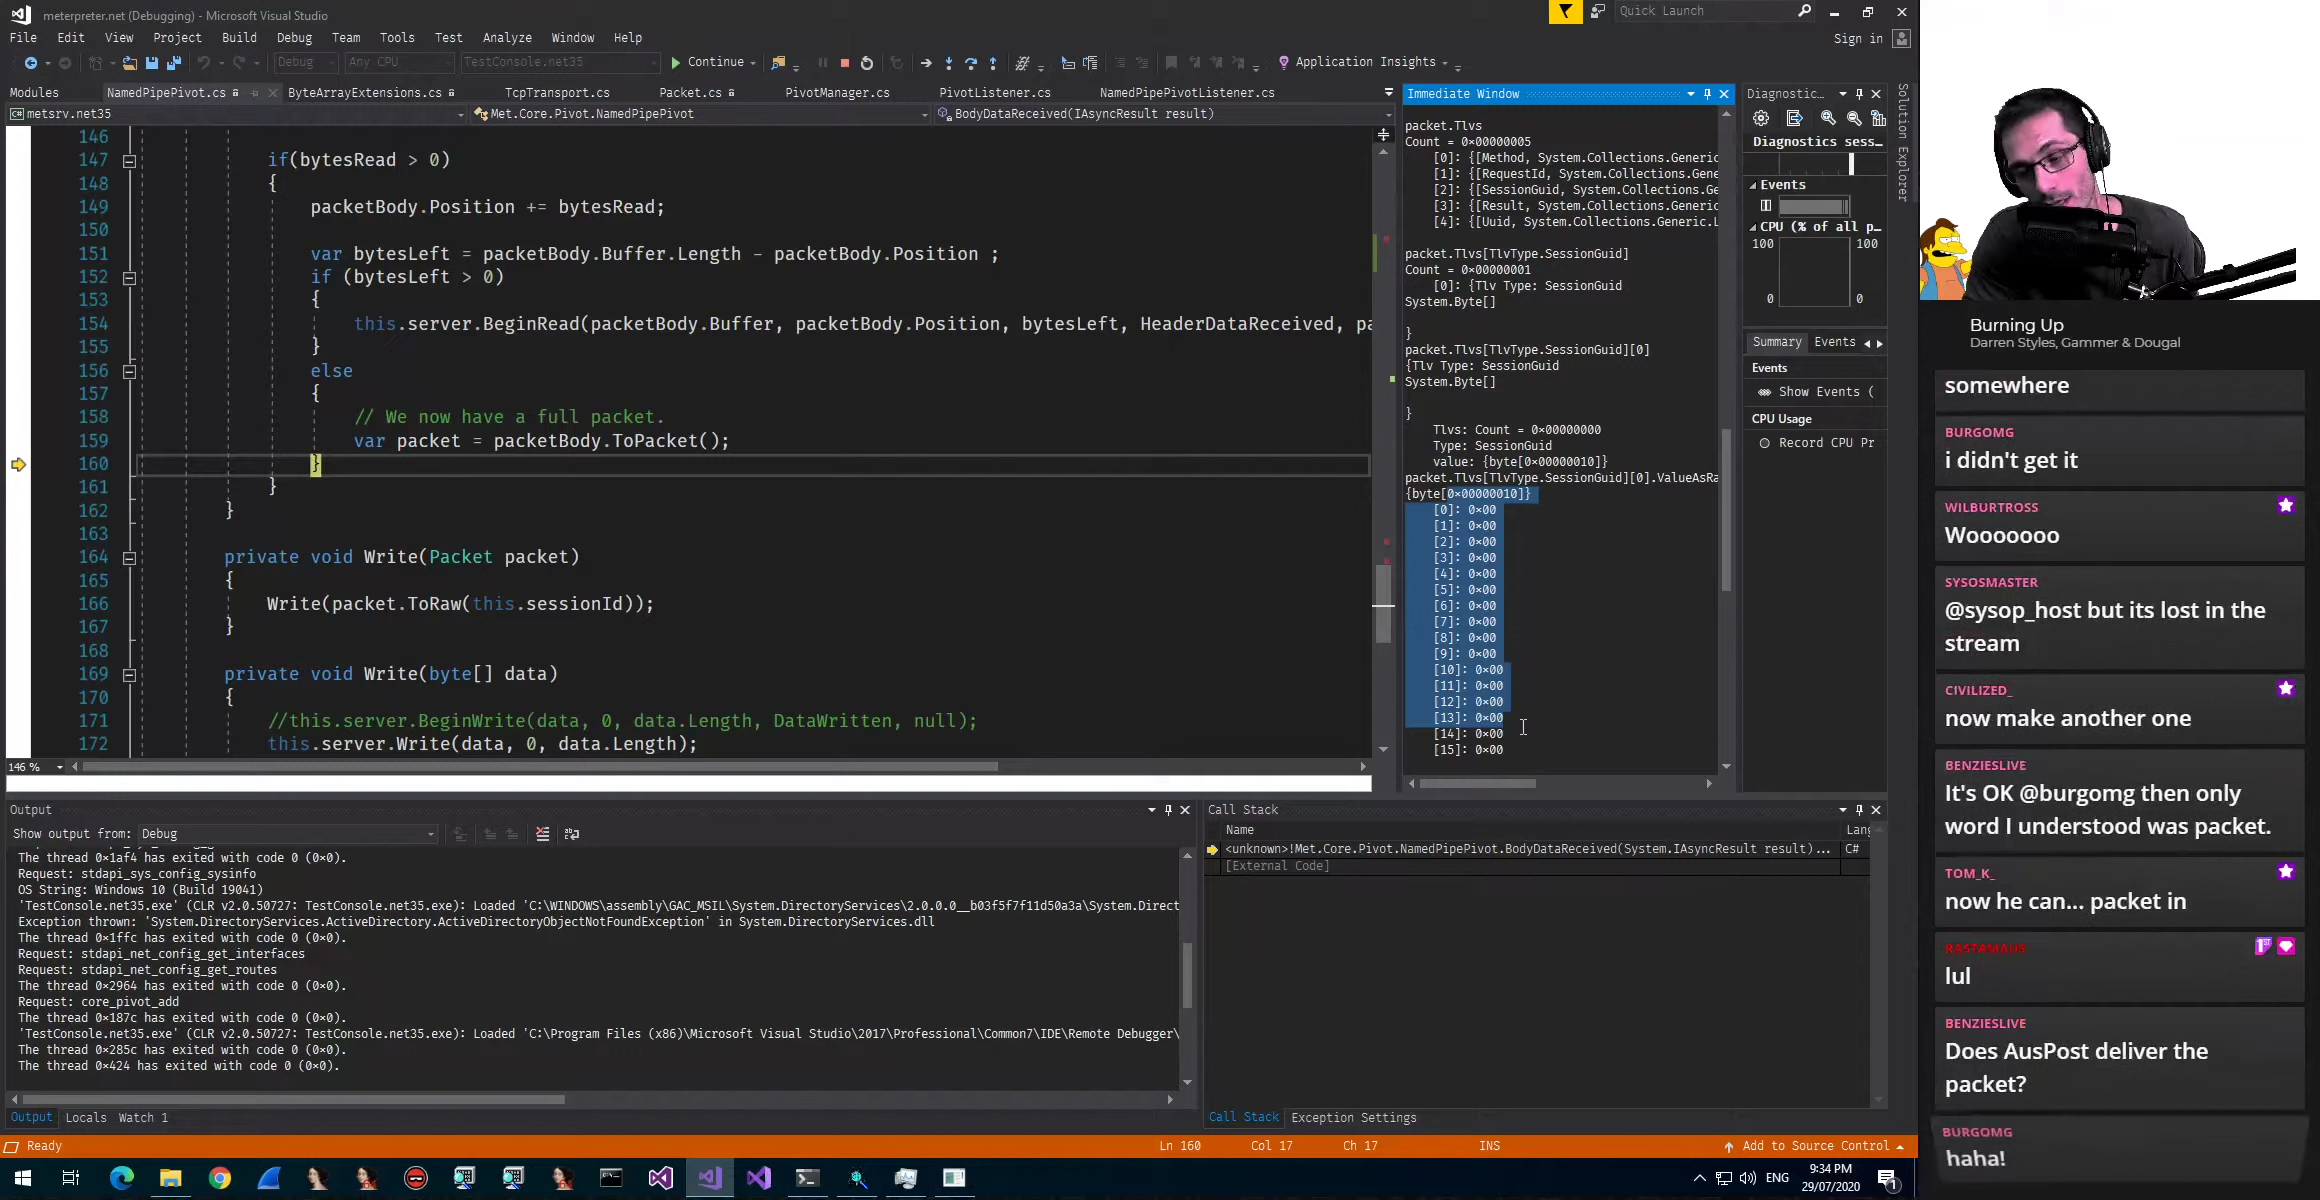 meterpreter.net (Debugging) - Microsoft Visual Studio
Quick Launch
File Edit View Project Build Debug Team Tools Test Analyze Window Help
Sign in
Debug Any CPU TestConsole.net35 Continue Application Insights
Modules NamedPipePivot.cs ByteArrayExtensions.cs TcpTransport.cs Packet.cs PivotManager.cs PivotListener.cs NamedPipePivotListener.cs
metsrv.net35 Met.Core.Pivot.NamedPipePivot BodyDataReceived(IAsyncResult result)
146
147 if(bytesRead > 0)
148 {
149 packetBody.Position += bytesRead;
150
151 var bytesLeft = packetBody.Buffer.Length - packetBody.Position ;
152 if (bytesLeft > 0)
153 {
154 this.server.BeginRead(packetBody.Buffer, packetBody.Position, bytesLeft, HeaderDataReceived, pa
155 }
156 else
157 {
158 // We now have a full packet.
159 var packet = packetBody.ToPacket();
160 }
161 }
162 }
163
164 private void Write(Packet packet)
165 {
166 Write(packet.ToRaw(this.sessionId));
167 }
168
169 private void Write(byte[] data)
170 {
171 //this.server.BeginWrite(data, 0, data.Length, DataWritten, null);
172 this.server.Write(data, 0, data.Length);
146 %
Immediate Window
packet.Tlvs
Count = 0x00000005
[0]: {[Method, System.Collections.Generic
[1]: {[RequestId, System.Collections.Gene
[2]: {[SessionGuid, System.Collections.Ge
[3]: {[Result, System.Collections.Generic
[4]: {[Uuid, System.Collections.Generic.L
packet.Tlvs[TlvType.SessionGuid]
Count = 0x00000001
[0]: {Tlv Type: SessionGuid
System.Byte[]
}
packet.Tlvs[TlvType.SessionGuid][0]
{Tlv Type: SessionGuid
System.Byte[]
}
Tlvs: Count = 0x00000000
Type: SessionGuid
value: {byte[0x00000010]}
packet.Tlvs[TlvType.SessionGuid][0].ValueAsRa
{byte[0x00000010]}
[0]: 0x00
[1]: 0x00
[2]: 0x00
[3]: 0x00
[4]: 0x00
[5]: 0x00
[6]: 0x00
[7]: 0x00
[8]: 0x00
[9]: 0x00
[10]: 0x00
[11]: 0x00
[12]: 0x00
[13]: 0x00
[14]: 0x00
[15]: 0x00
Diagnostic...
Diagnostics sess...
Events
CPU (% of all p...
100 100
0 0
Summary Events
Events
Show Events (
CPU Usage
Record CPU Pr
Solution Explorer
Output
Show output from: Debug
The thread 0x1af4 has exited with code 0 (0x0).
Request: stdapi_sys_config_sysinfo
OS String: Windows 10 (Build 19041)
'TestConsole.net35.exe' (CLR v2.0.50727: TestConsole.net35.exe): Loaded 'C:\WINDOWS\assembly\GAC_MSIL\System.DirectoryServices\2.0.0.0__b03f5f7f11d50a3a\System.Direct
Exception thrown: 'System.DirectoryServices.ActiveDirectory.ActiveDirectoryObjectNotFoundException' in System.DirectoryServices.dll
The thread 0x1ffc has exited with code 0 (0x0).
Request: stdapi_net_config_get_interfaces
Request: stdapi_net_config_get_routes
The thread 0x2964 has exited with code 0 (0x0).
Request: core_pivot_add
The thread 0x187c has exited with code 0 (0x0).
'TestConsole.net35.exe' (CLR v2.0.50727: TestConsole.net35.exe): Loaded 'C:\Program Files (x86)\Microsoft Visual Studio\2017\Professional\Common7\IDE\Remote Debugger\
The thread 0x285c has exited with code 0 (0x0).
The thread 0x424 has exited with code 0 (0x0).
Output Locals Watch 1
Call Stack
Name Lang
<unknown>!Met.Core.Pivot.NamedPipePivot.BodyDataReceived(System.IAsyncResult result)... C#
[External Code]
Call Stack Exception Settings
Ready Ln 160 Col 17 Ch 17 INS Add to Source Control
ENG 9:34 PM
29/07/2020
Burning Up
Darren Styles, Gammer & Dougal
somewhere
BURGOMG
i didn't get it
WILBURTROSS
Wooooooo
SYSOSMASTER
@sysop_host but its lost in the
stream
CIVILIZED_
now make another one
BENZIESLIVE
It's OK @burgomg then only
word I understood was packet.
TOM_K_
now he can... packet in
RASTAMAUS
lul
BENZIESLIVE
Does AusPost deliver the
packet?
BURGOMG
haha!